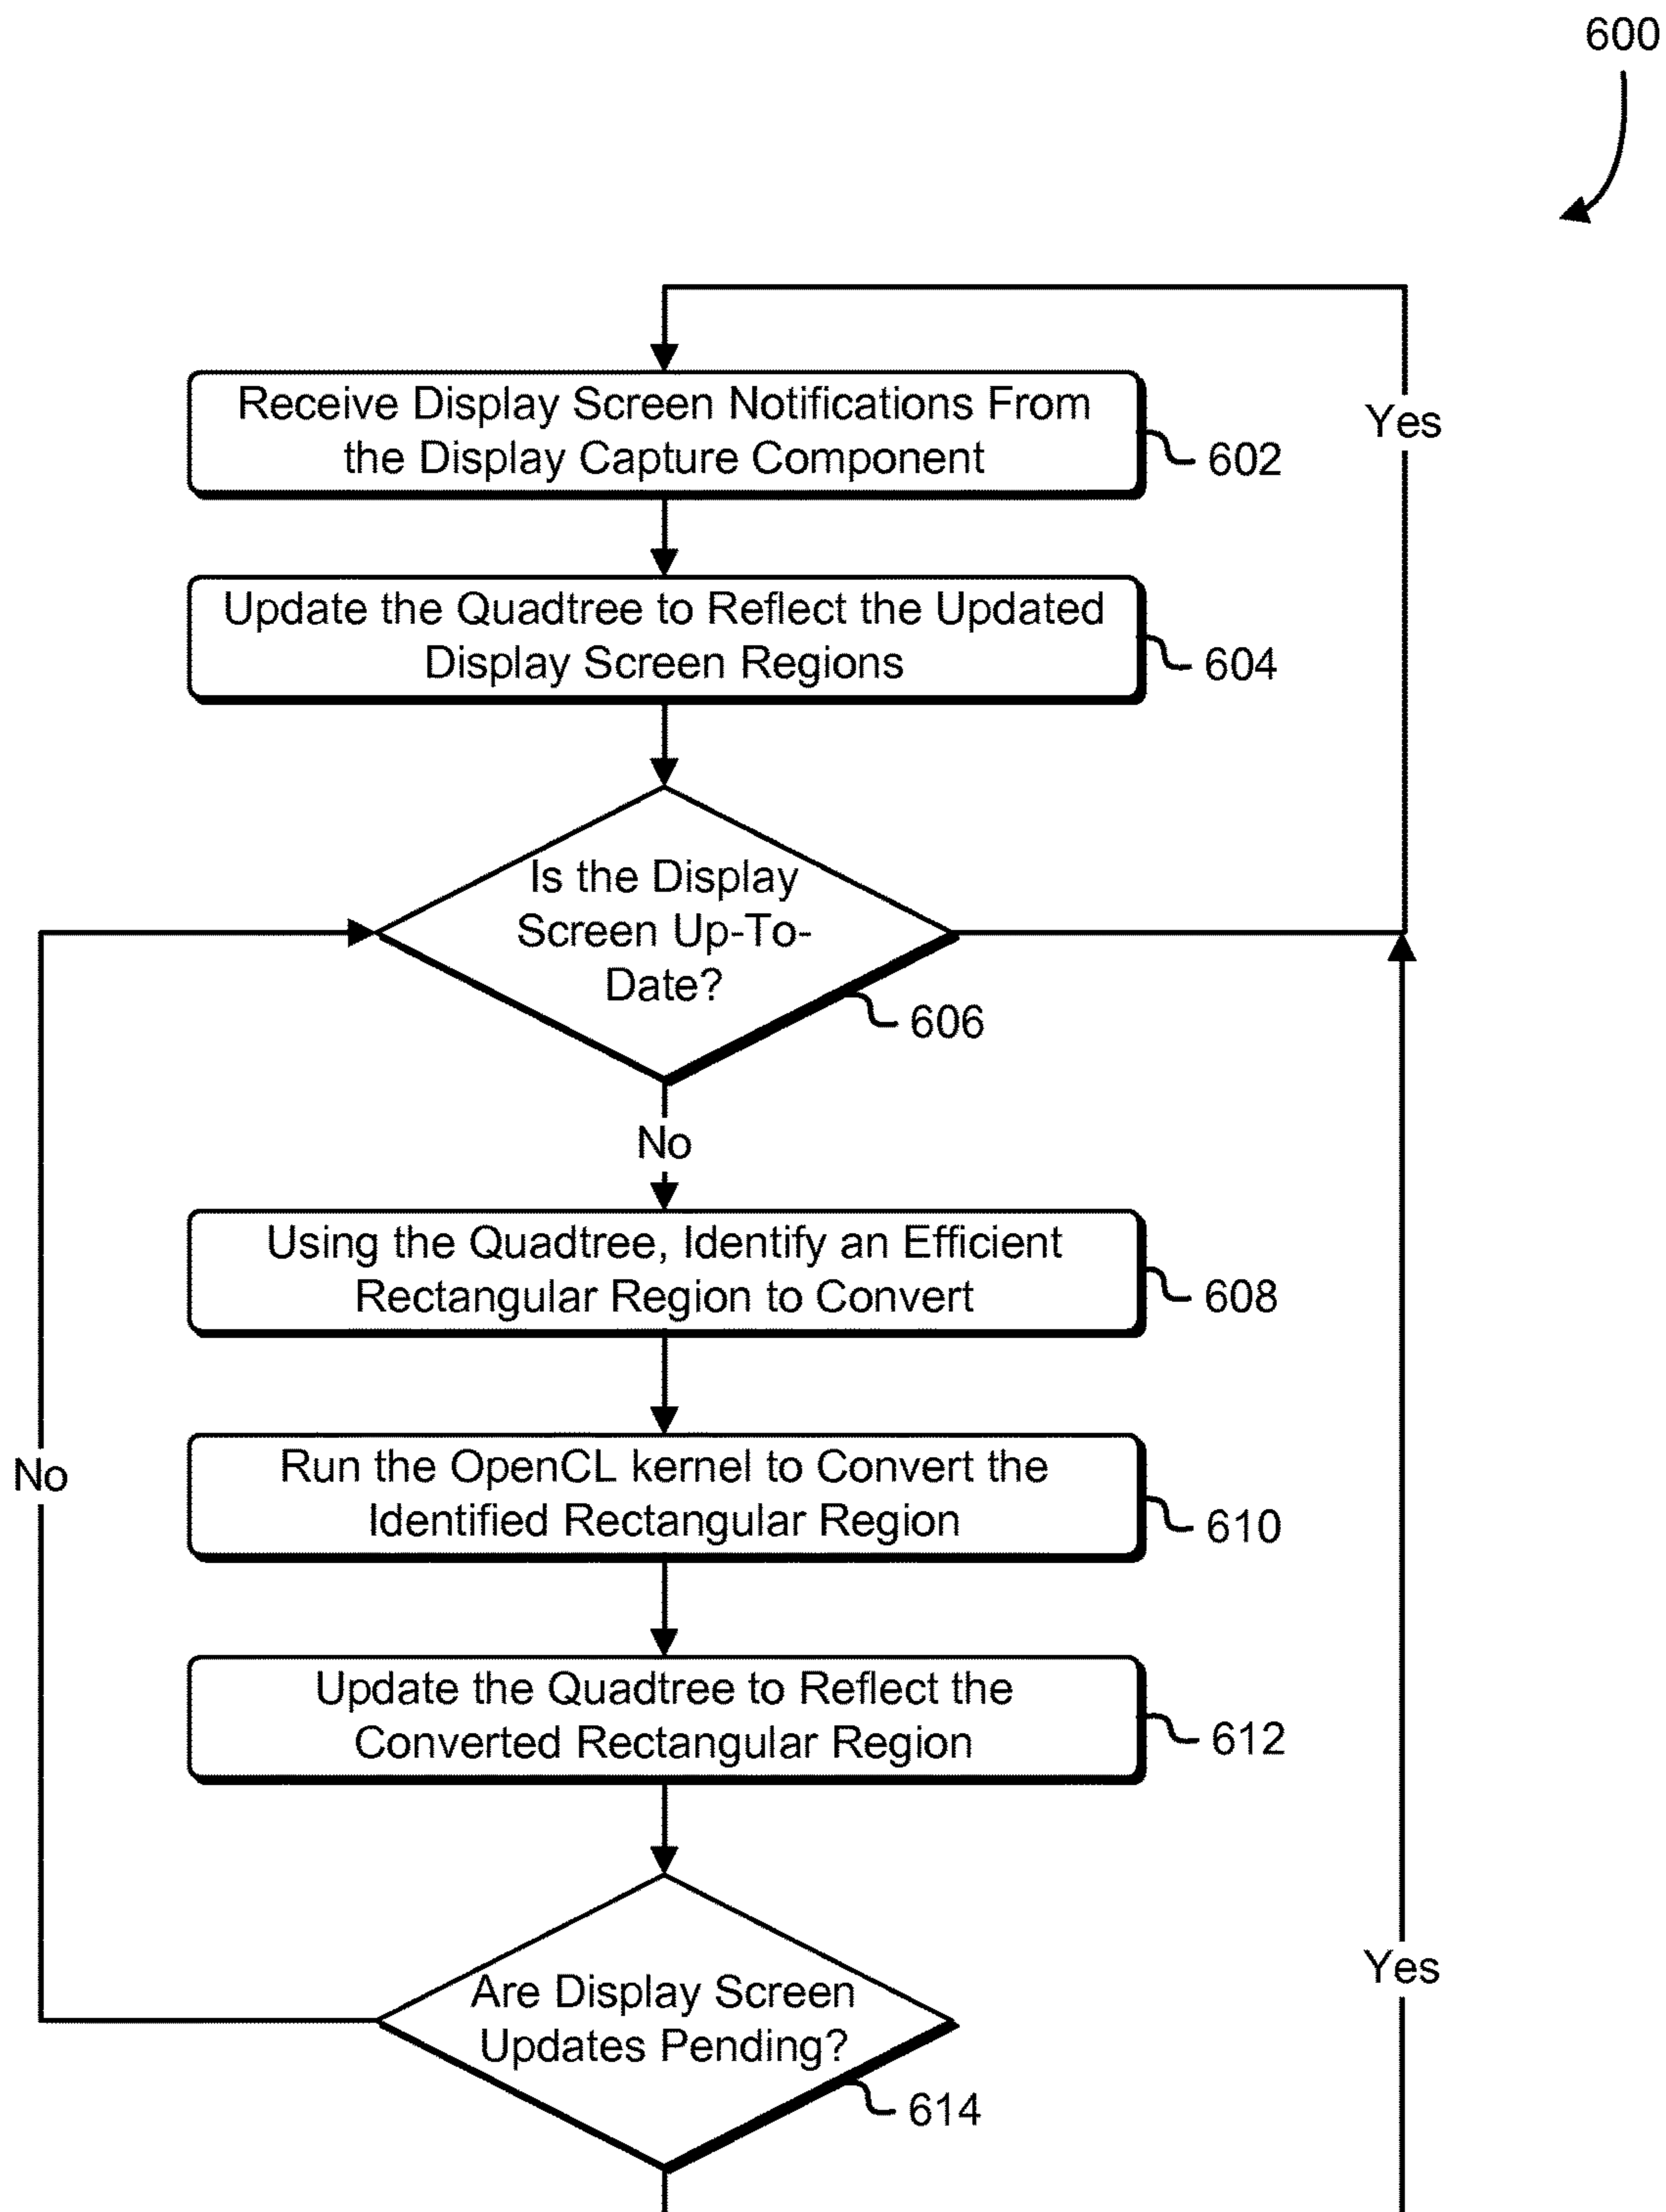 600
Receive Display Screen Notifications From
the Display Capture Component
602
Yes
Update the Quadtree to Reflect the Updated
Display Screen Regions
604
Is the Display
Screen Up-To-
Date?
606
No
Using the Quadtree, Identify an Efficient
Rectangular Region to Convert
608
Run the OpenCL kernel to Convert the
Identified Rectangular Region
610
No
Update the Quadtree to Reflect the
Converted Rectangular Region
612
Are Display Screen
Updates Pending?
614
Yes